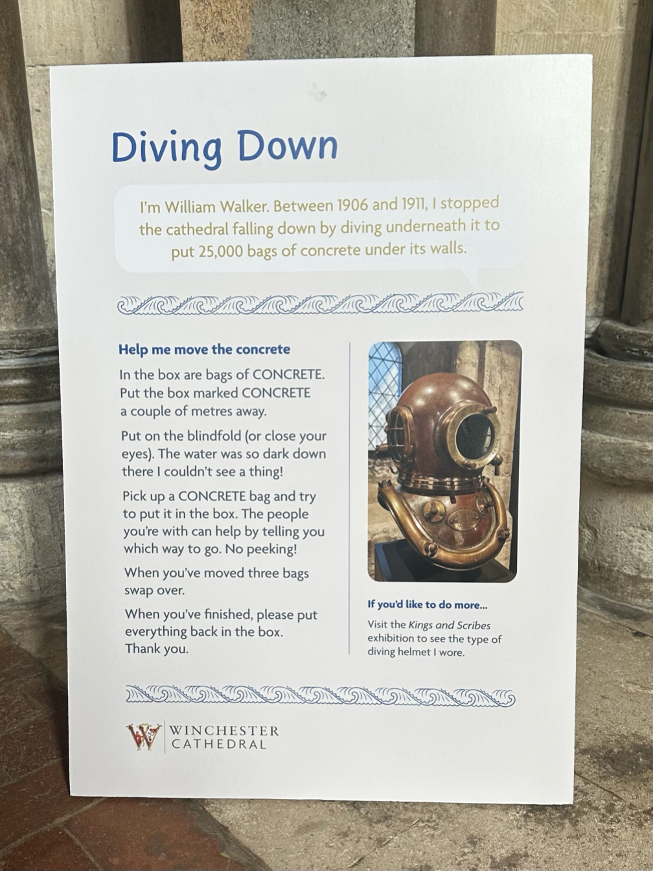 Diving Down
I'm William Walker. Between 1906 and 1911, I stopped
the cathedral falling down by diving underneath it to
put 25,000 bags of concrete under its walls.
Help me move the concrete
In the box are bags of CONCRETE.
Put the box marked CONCRETE
a couple of metres away.
Put on the blindfold (or close your
eyes). The water was so dark down
there I couldn't see a thing!
Pick up a CONCRETE bag and try
to put it in the box. The people
you're with can help by telling you
which way to go. No peeking!
When you've moved three bags
swap over.
When you've finished, please put
everything back in the box.
Thank you.
If you'd like to do more...
Visit the Kings and Scribes
exhibition to see the type of
diving helmet I wore.
W
WINCHESTER
CATHEDRAL